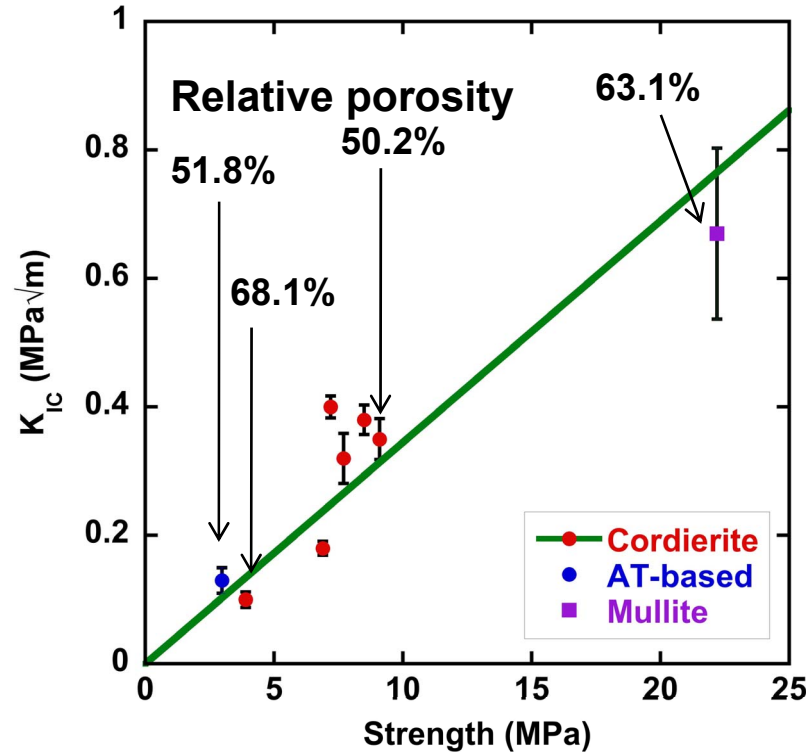 1
Relative porosity
63.1%
50.2%
51.8%
0.8
68.1%
0.6
K_IC (MPa√m)
0.4
0.2
Cordierite
AT-based
Mullite
0
0 5 10 15 20 25
Strength (MPa)